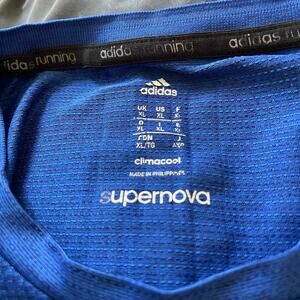 adidas running adidas running
adidas
UK US F
XL XL XL
D I E
XL XL XL
CDN J
XL/TG
climacool
MADE IN PHILIPPINES
supernova